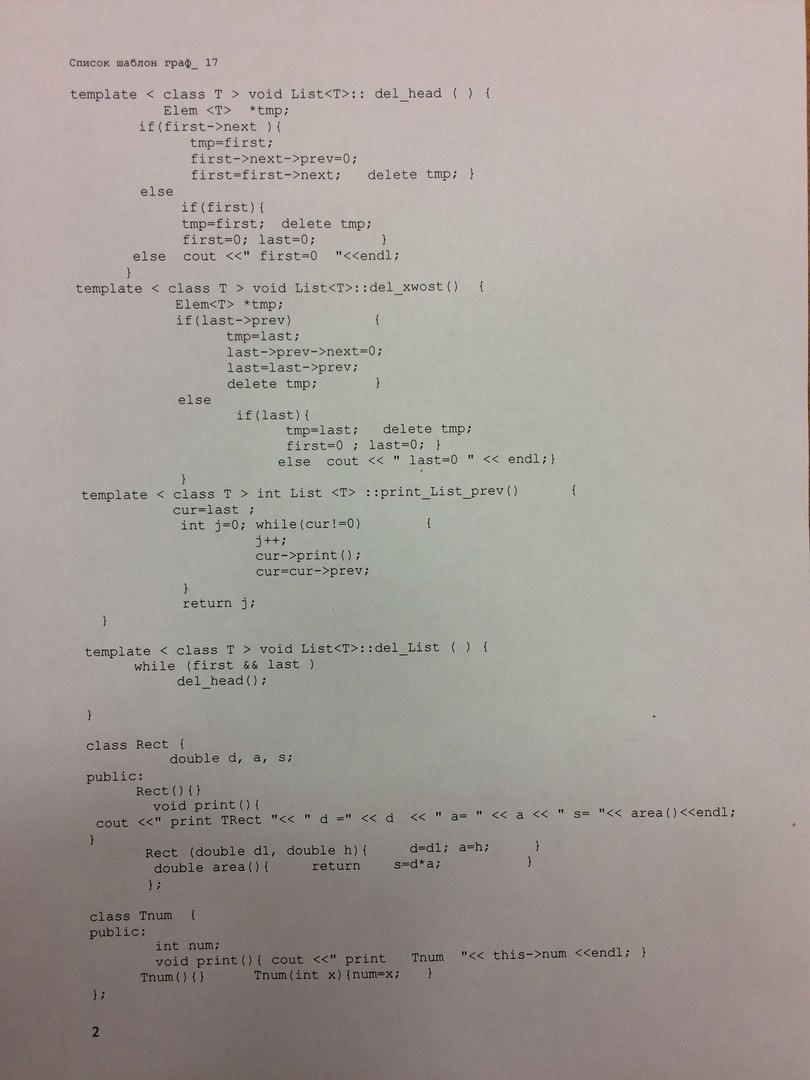 Список шаблон граф_ 17
template < class T > void List<T>:: del_head ( ) {
Elem <T> *tmp;
if(first->next ){
tmp=first;
first->next->prev=0;
first=first->next; delete tmp; }
else
if(first){
tmp=first; delete tmp;
first=0; last=0; }
else cout <<" first=0 "<<endl;
}
template < class T > void List<T>::del_xwost() {
Elem<T> *tmp;
if(last->prev) {
tmp=last;
last->prev->next=0;
last=last->prev;
delete tmp; }
else
if(last){
tmp=last; delete tmp;
first=0 ; last=0; }
else cout << " last=0 " << endl;}
}
template < class T > int List <T> ::print_List_prev() {
cur=last ;
int j=0; while(cur!=0) {
j++;
cur->print();
cur=cur->prev;
}
return j;
}
template < class T > void List<T>::del_List ( ) {
while (first && last )
del_head();
}
class Rect {
double d, a, s;
public:
Rect(){}
void print(){
cout <<" print TRect "<< " d =" << d << " a= " << a << " s= "<< area()<<endl;
}
Rect (double d1, double h){ d=d1; a=h; }
double area(){ return s=d*a; }
};
class Tnum {
public:
int num;
void print(){ cout <<" print Tnum "<< this->num <<endl; }
Tnum(){} Tnum(int x){num=x; }
};
2